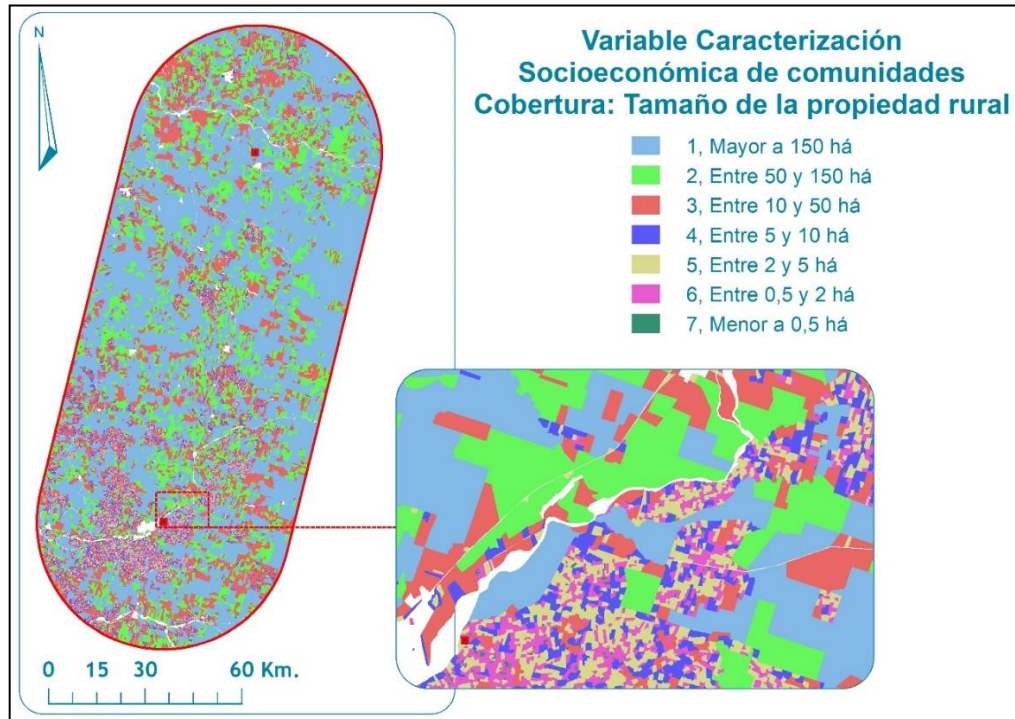 N
Variable Caracterización
Socioeconómica de comunidades
Cobertura: Tamaño de la propiedad rural
1, Mayor a 150 há
2, Entre 50 y 150 há
3, Entre 10 y 50 há
4, Entre 5 y 10 há
5, Entre 2 y 5 há
6, Entre 0,5 y 2 há
7, Menor a 0,5 há
0 15 30 60 Km.